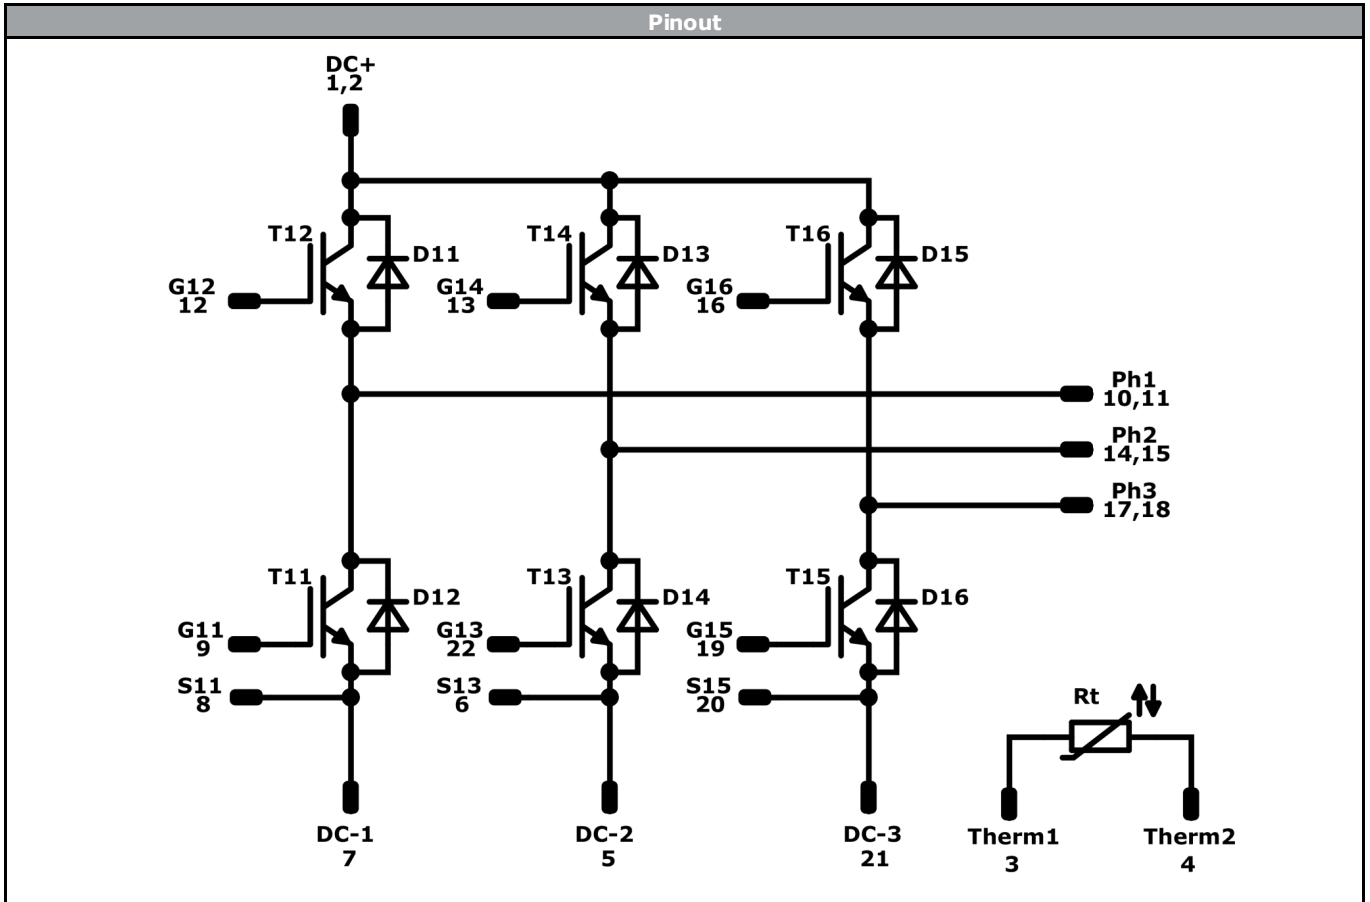 Pinout
DC+
1,2
T12
D11
T14
D13
T16
D15
G12
12
G14
13
G16
16
Ph1
10,11
Ph2
14,15
Ph3
17,18
T11
D12
T13
D14
T15
D16
G11
9
G13
22
G15
19
S11
8
S13
6
S15
20
Rt
DC-1
7
DC-2
5
DC-3
21
Therm1
3
Therm2
4